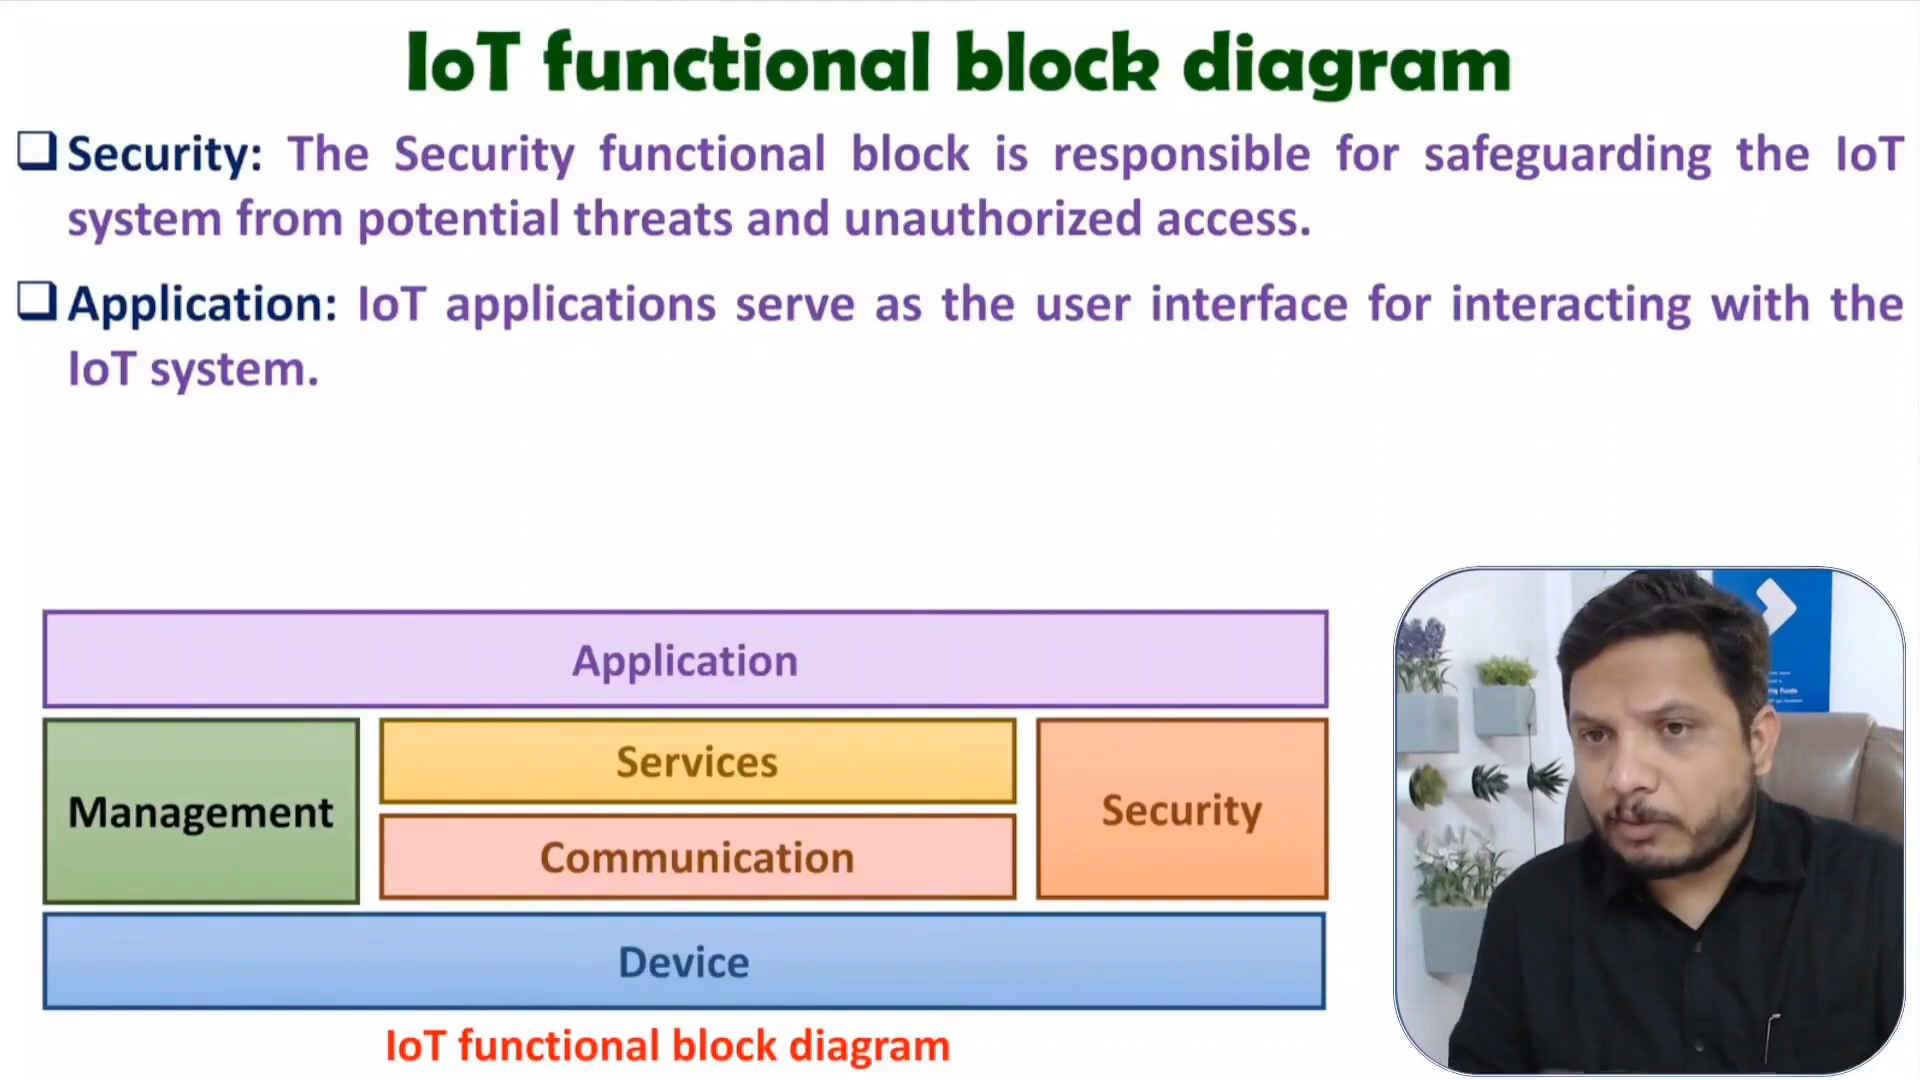 IoT functional block diagram
Security: The Security functional block is responsible for safeguarding the IoT
system from potential threats and unauthorized access.
Application: IoT applications serve as the user interface for interacting with the
IoT system.
Application
Management
Services
Communication
Security
Device
IoT functional block diagram